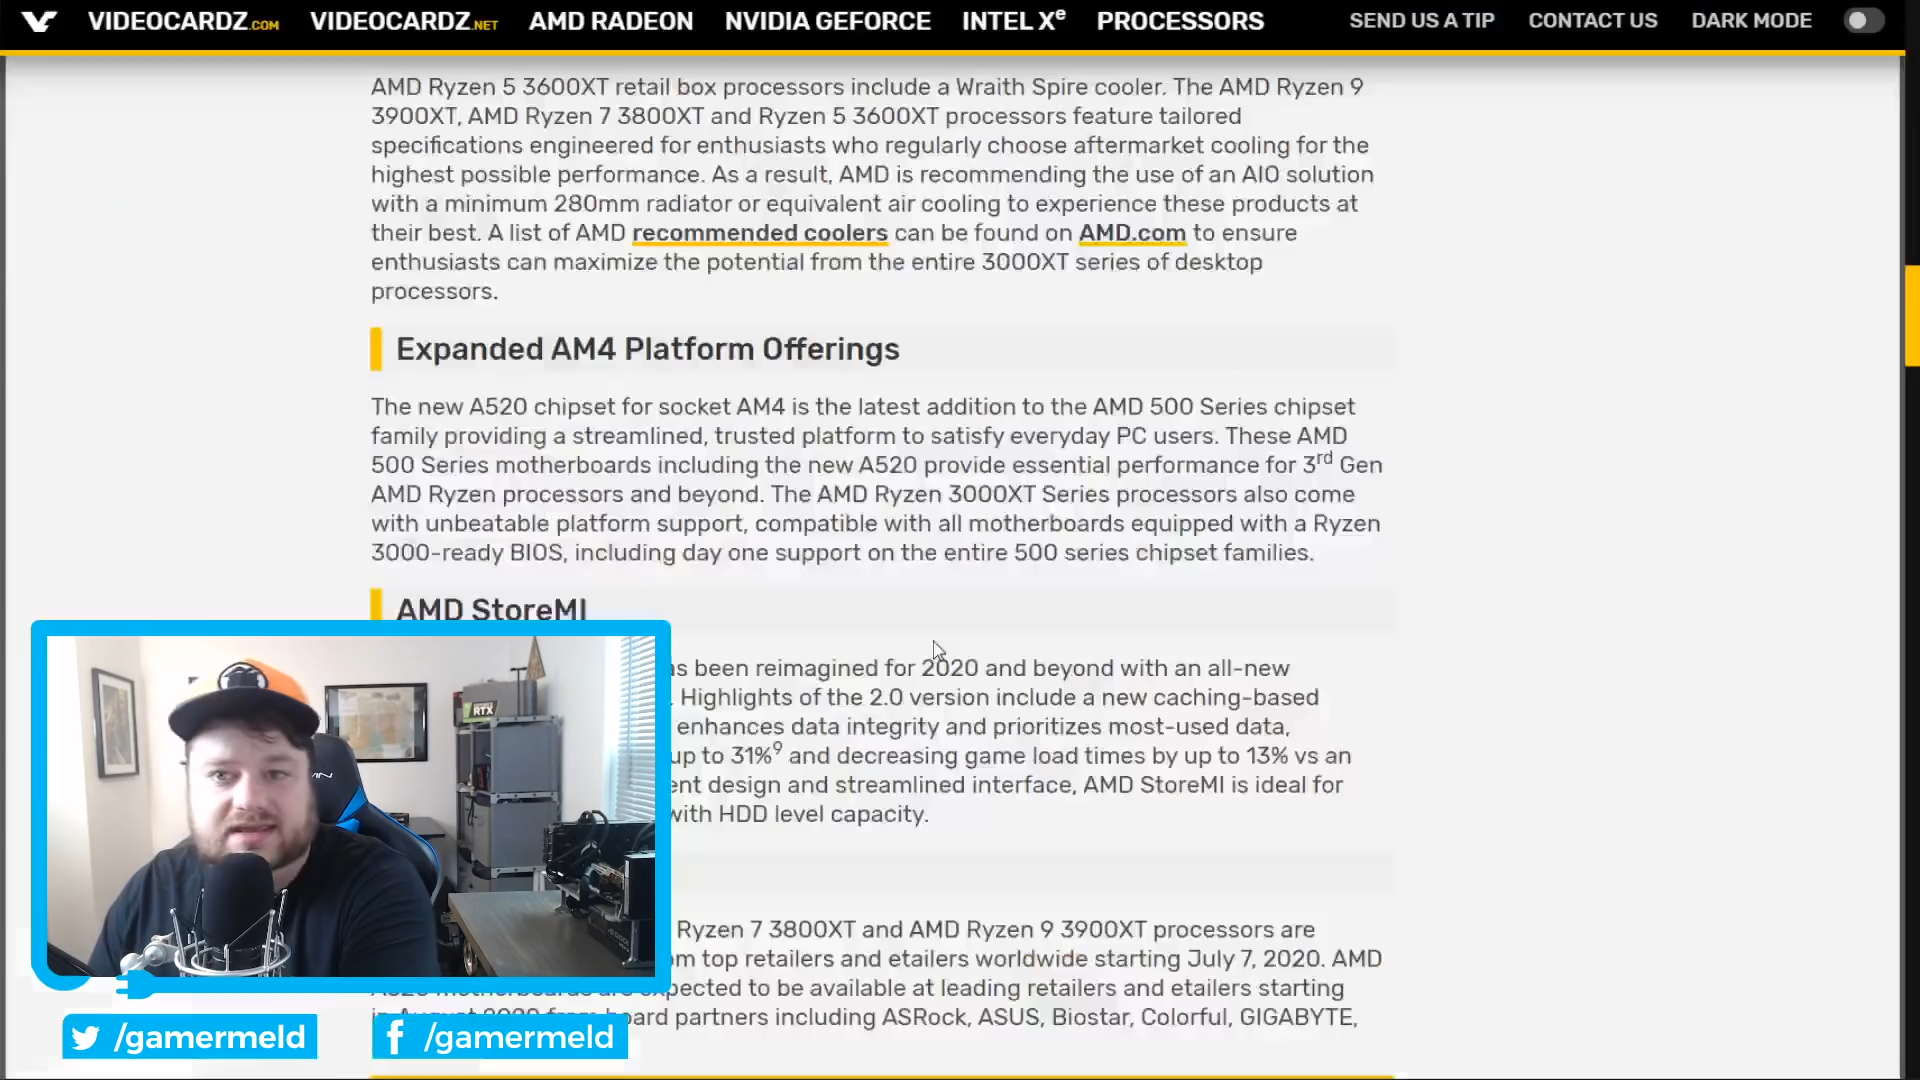 VIDEOCARDZ.COM VIDEOCARDZ.NET AMD RADEON NVIDIA GEFORCE INTEL Xe PROCESSORS SEND US A TIP CONTACT US DARK MODE
AMD Ryzen 5 3600XT retail box processors include a Wraith Spire cooler. The AMD Ryzen 9
3900XT, AMD Ryzen 7 3800XT and Ryzen 5 3600XT processors feature tailored
specifications engineered for enthusiasts who regularly choose aftermarket cooling for the
highest possible performance. As a result, AMD is recommending the use of an AIO solution
with a minimum 280mm radiator or equivalent air cooling to experience these products at
their best. A list of AMD recommended coolers can be found on AMD.com to ensure
enthusiasts can maximize the potential from the entire 3000XT series of desktop
processors.
Expanded AM4 Platform Offerings
The new A520 chipset for socket AM4 is the latest addition to the AMD 500 Series chipset
family providing a streamlined, trusted platform to satisfy everyday PC users. These AMD
500 Series motherboards including the new A520 provide essential performance for 3rd Gen
AMD Ryzen processors and beyond. The AMD Ryzen 3000XT Series processors also come
with unbeatable platform support, compatible with all motherboards equipped with a Ryzen
3000-ready BIOS, including day one support on the entire 500 series chipset families.
AMD StoreMI
been reimagined for 2020 and beyond with an all-new
Highlights of the 2.0 version include a new caching-based
enhances data integrity and prioritizes most-used data,
up to 31%9 and decreasing game load times by up to 13% vs an
design and streamlined interface, AMD StoreMI is ideal for
with HDD level capacity.
Ryzen 7 3800XT and AMD Ryzen 9 3900XT processors are
top retailers and etailers worldwide starting July 7, 2020. AMD
expected to be available at leading retailers and etailers starting
partners including ASRock, ASUS, Biostar, Colorful, GIGABYTE,
RTX
/gamermeld /gamermeld